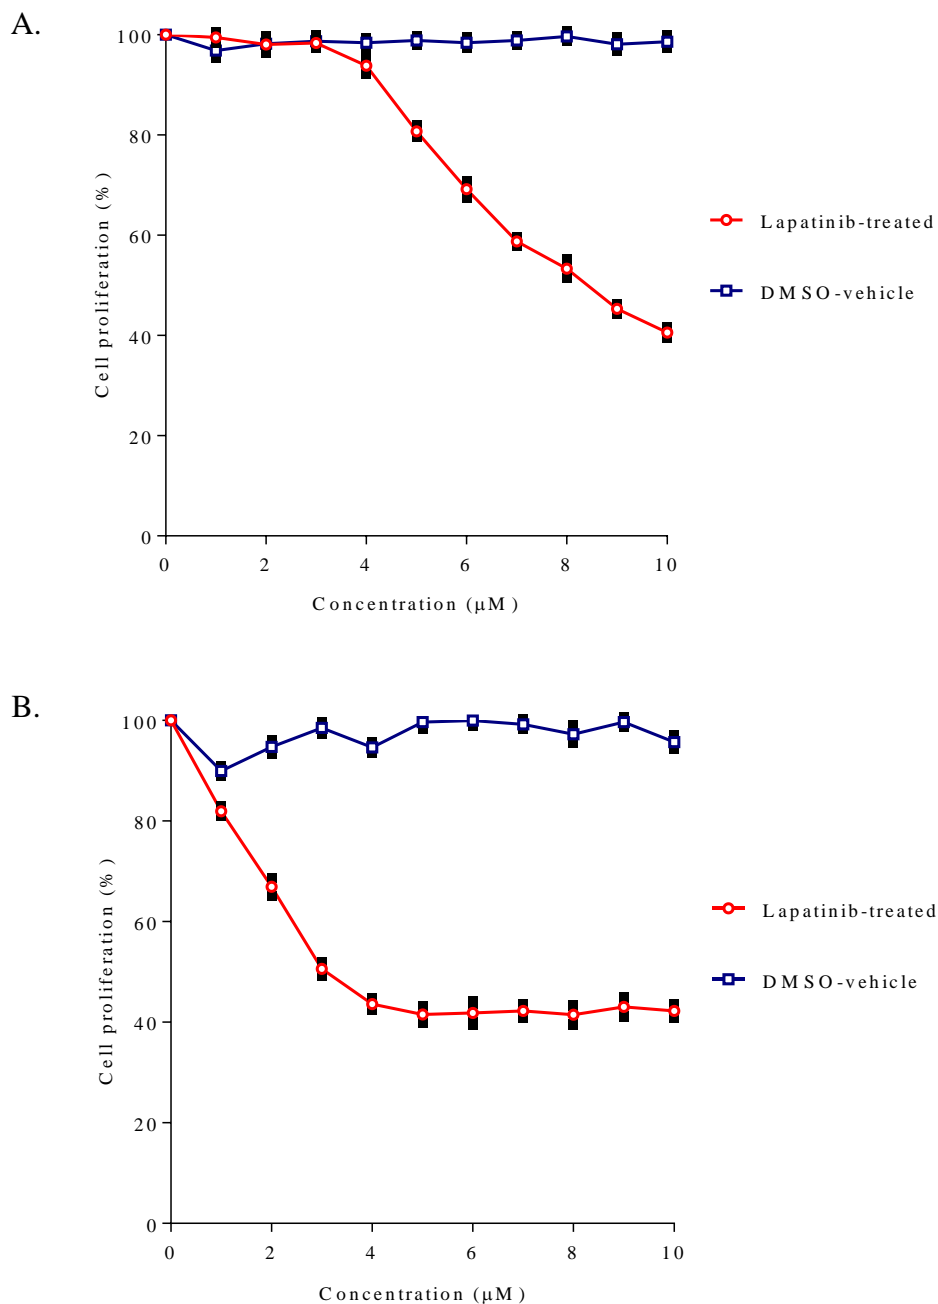 A.
100
80
60
40
20
0
Cell proliferation (%)
0 2 4 6 8 10
Concentration (μM)
Lapatinib-treated
DMSO-vehicle
B.
100
80
60
40
20
0
Cell proliferation (%)
0 2 4 6 8 10
Concentration (μM)
Lapatinib-treated
DMSO-vehicle